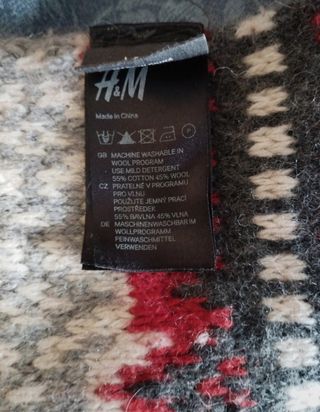 H&M
Made in China
GB MACHINE WASHABLE IN
WOOL PROGRAM
USE MILD DETERGENT
55% COTTON 45% WOOL
CZ PRATELNÉ V PROGRAMU
PRO VLNU
POUŽIJTE JEMNÝ PRACÍ
PROSTŘEDEK
55% BAVLNA 45% VLNA
DE MASCHINENWASCHBAR IM
WOLLPROGRAMM
FEINWASCHMITTEL
VERWENDEN